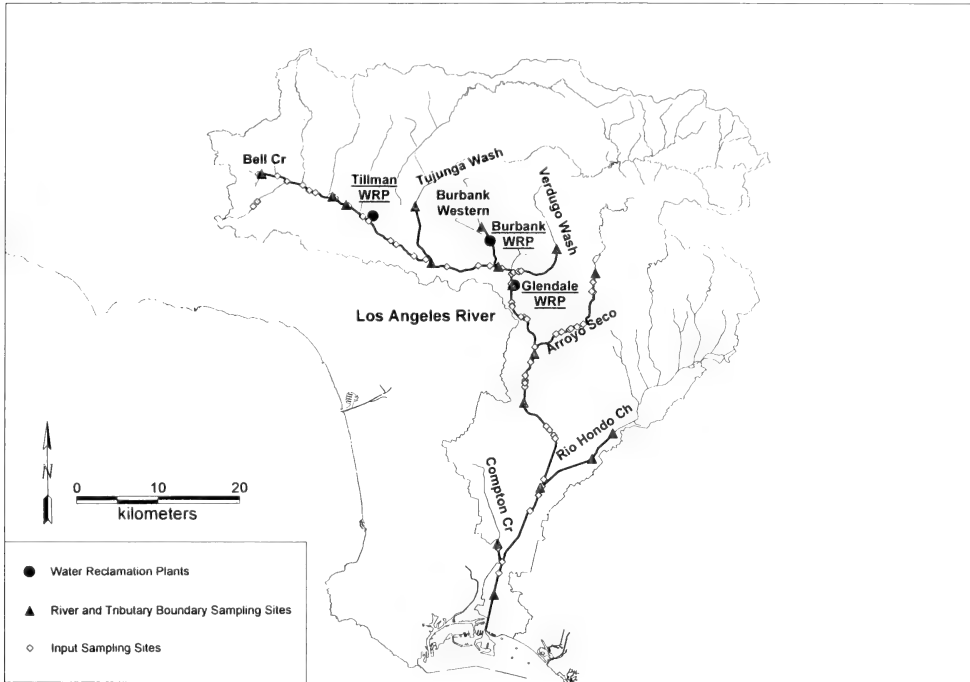 Bell Cr
Tillman
WRP
Tujunga Wash
Burbank
Western
Burbank
WRP
Verdugo Wash
Glendale
WRP
Los Angeles River
Arroyo Seco
Rio Hondo Ch
Compton Cr
N
0 10 20
kilometers
Water Reclamation Plants
River and Tributary Boundary Sampling Sites
Input Sampling Sites